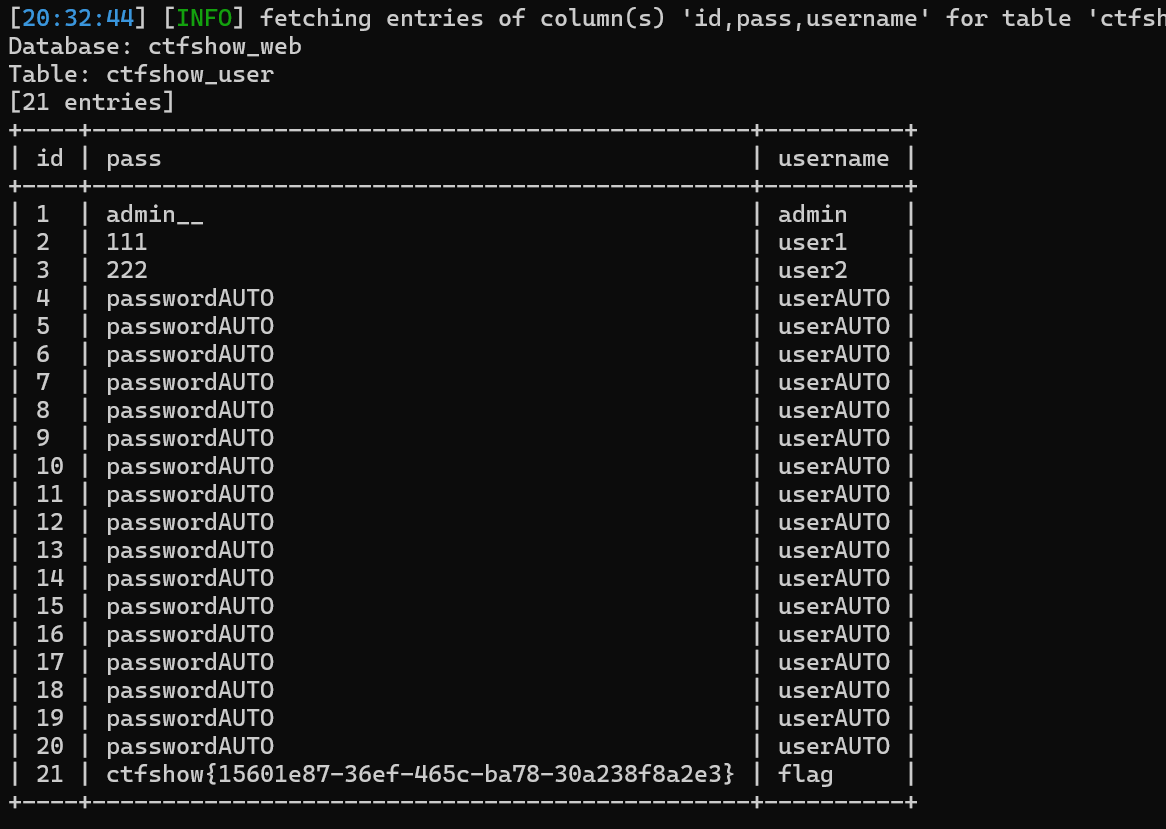 [20:32:44] [INFO] fetching entries of column(s) 'id,pass,username' for table 'ctfsh
Database: ctfshow_web
Table: ctfshow_user
[21 entries]
+----+----------------------------------------------+----------+
| id | pass                                         | username |
+----+----------------------------------------------+----------+
| 1  | admin__                                      | admin    |
| 2  | 111                                          | user1    |
| 3  | 222                                          | user2    |
| 4  | passwordAUTO                                 | userAUTO |
| 5  | passwordAUTO                                 | userAUTO |
| 6  | passwordAUTO                                 | userAUTO |
| 7  | passwordAUTO                                 | userAUTO |
| 8  | passwordAUTO                                 | userAUTO |
| 9  | passwordAUTO                                 | userAUTO |
| 10 | passwordAUTO                                 | userAUTO |
| 11 | passwordAUTO                                 | userAUTO |
| 12 | passwordAUTO                                 | userAUTO |
| 13 | passwordAUTO                                 | userAUTO |
| 14 | passwordAUTO                                 | userAUTO |
| 15 | passwordAUTO                                 | userAUTO |
| 16 | passwordAUTO                                 | userAUTO |
| 17 | passwordAUTO                                 | userAUTO |
| 18 | passwordAUTO                                 | userAUTO |
| 19 | passwordAUTO                                 | userAUTO |
| 20 | passwordAUTO                                 | userAUTO |
| 21 | ctfshow{15601e87-36ef-465c-ba78-30a238f8a2e3} | flag     |
+----+----------------------------------------------+----------+